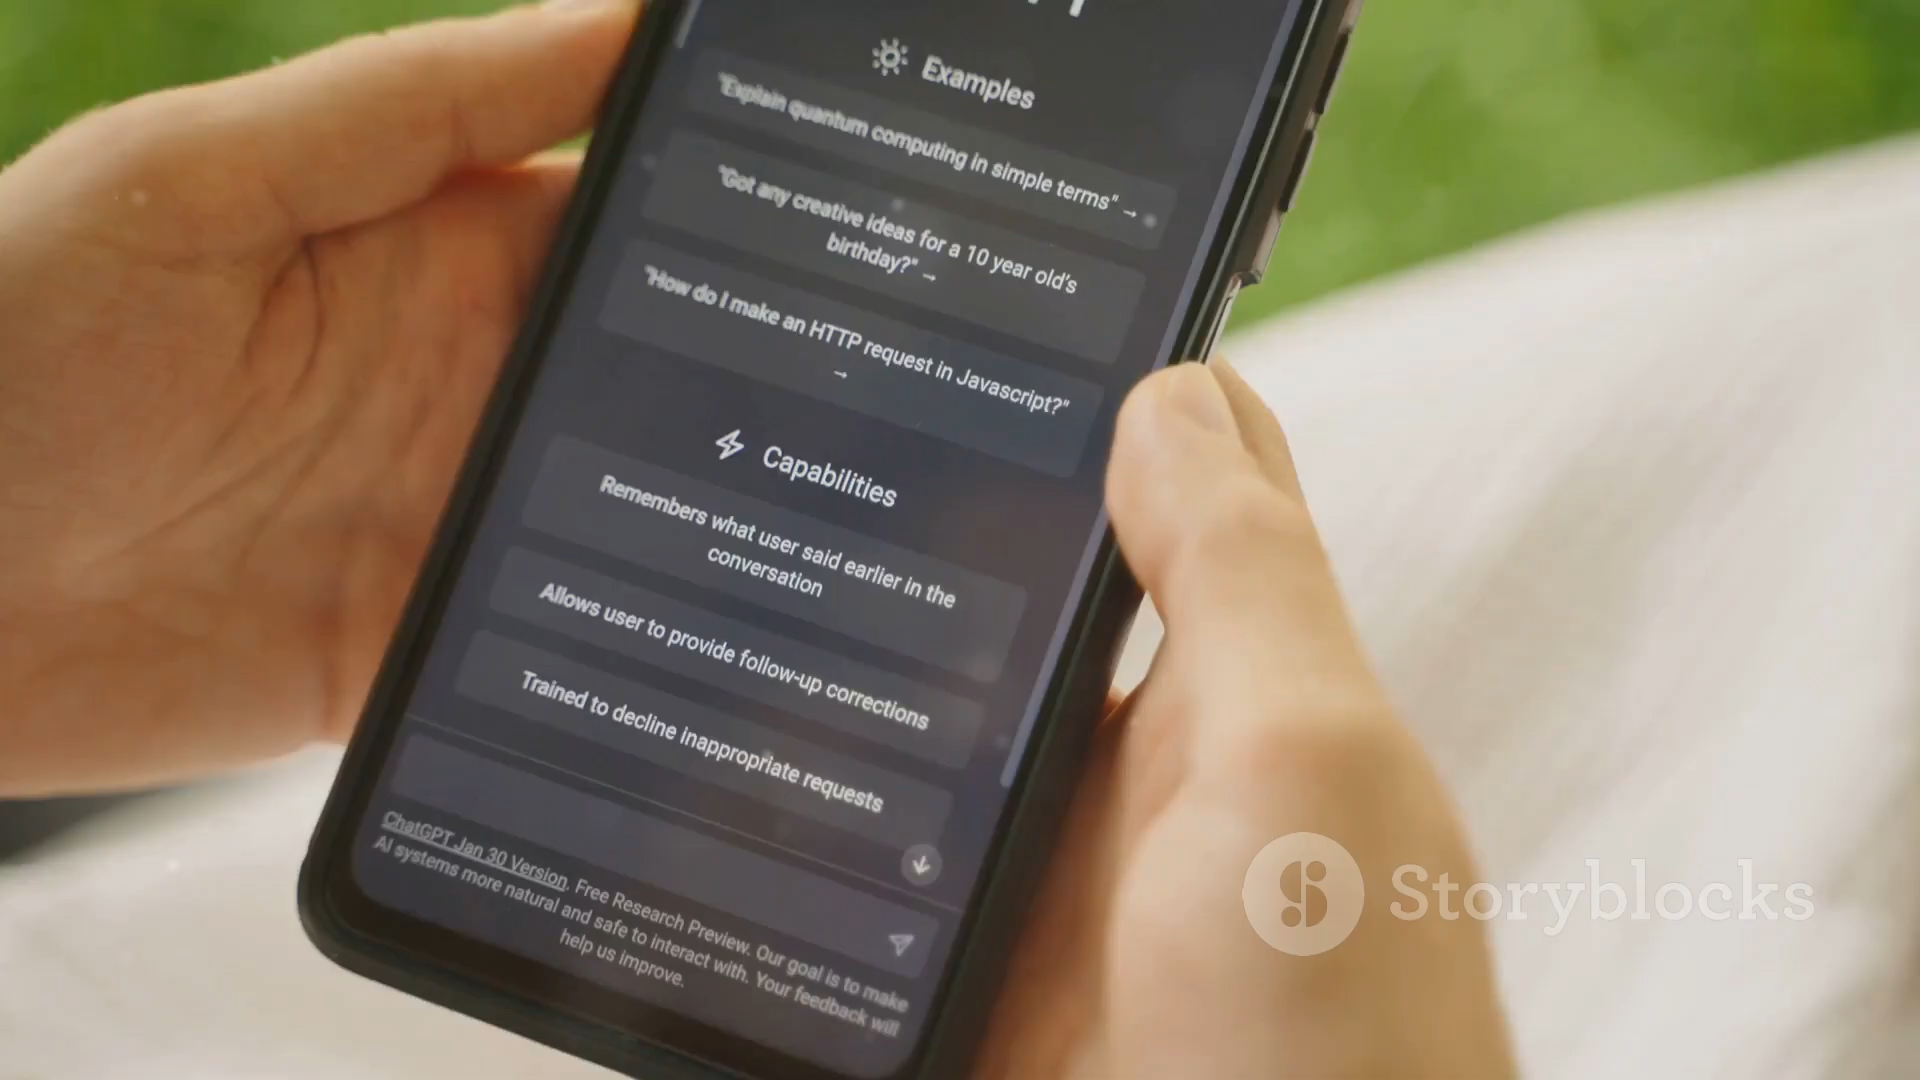 Examples
"Explain quantum computing in simple terms" →
"Got any creative ideas for a 10 year old's
birthday?" →
"How do I make an HTTP request in Javascript?"
→
Capabilities
Remembers what user said earlier in the
conversation
Allows user to provide follow-up corrections
Trained to decline inappropriate requests
ChatGPT Jan 30 Version. Free Research Preview. Our goal is to make
AI systems more natural and safe to interact with. Your feedback will
help us improve.
Storyblocks